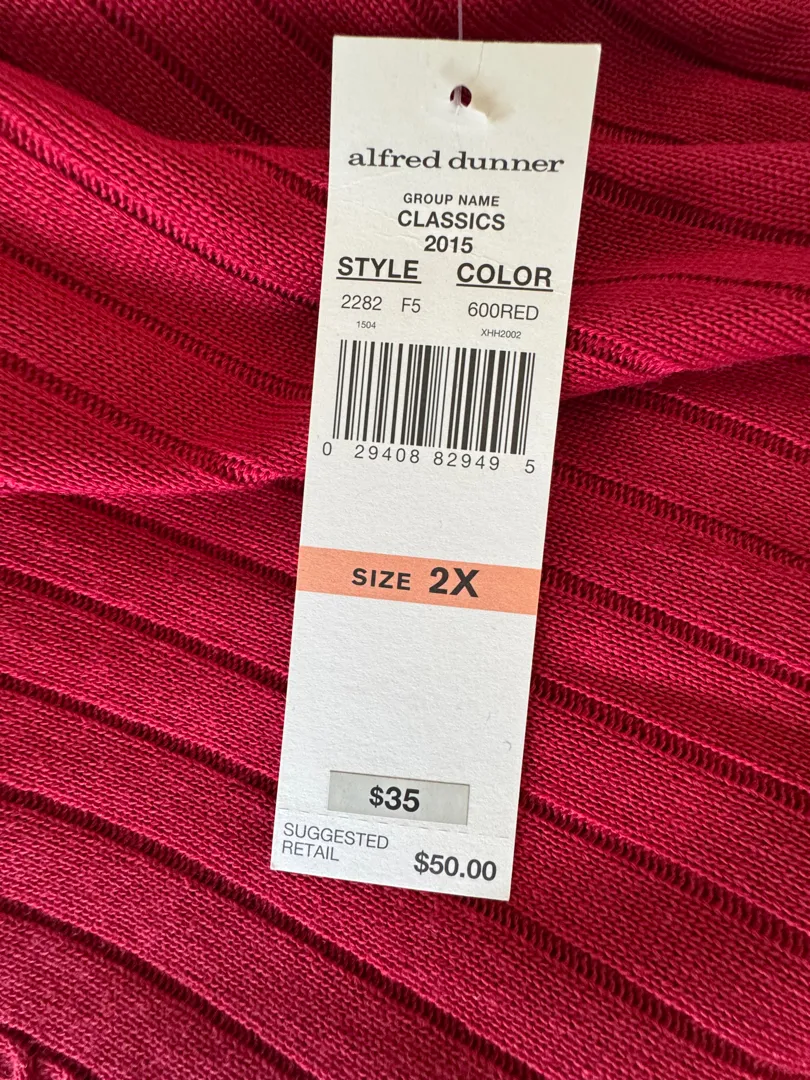 alfred dunner
GROUP NAME
CLASSICS
2015
STYLE COLOR
2282 F5 600RED
1504 XHH2002
0 29408 82949 5
SIZE 2X
$35
SUGGESTED
RETAIL $50.00